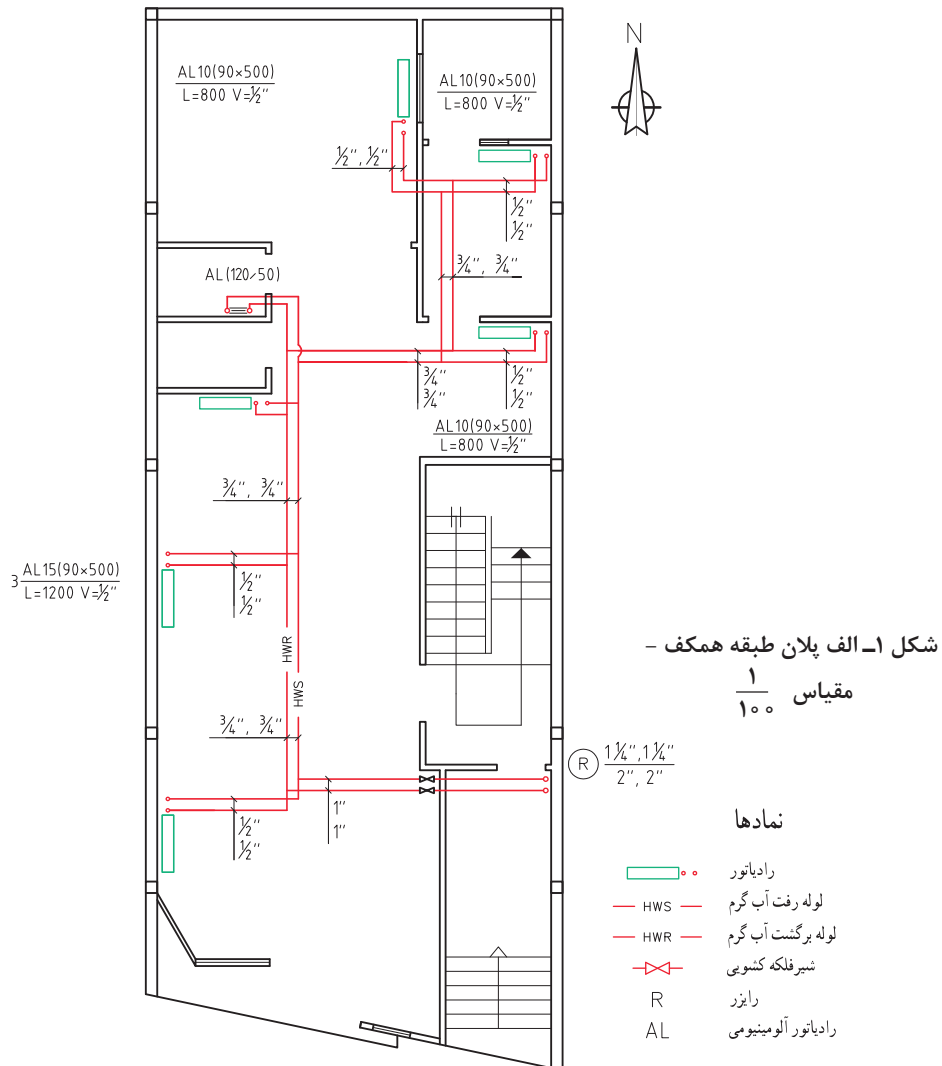 N
AL10(90×500)
L=800 V=½"
AL10(90×500)
L=800 V=½"
½", ½"
½"
½"
¾", ¾"
AL(120/50)
¾"
¾"
½"
½"
AL10(90×500)
L=800 V=½"
¾", ¾"
3 AL15(90×500)
L=1200 V=½"
½"
½"
HWR
HWS
شکل ۱ـ الف پلان طبقه همکف –
مقیاس ۱/۱۰۰
¾", ¾"
R 1¼", 1¼"
2", 2"
1"
1"
½"
½"
نمادها
رادیاتور
HWS لوله رفت آب گرم
HWR لوله برگشت آب گرم
شیرفلکه کشویی
R رایزر
AL رادیاتور آلومینیومی